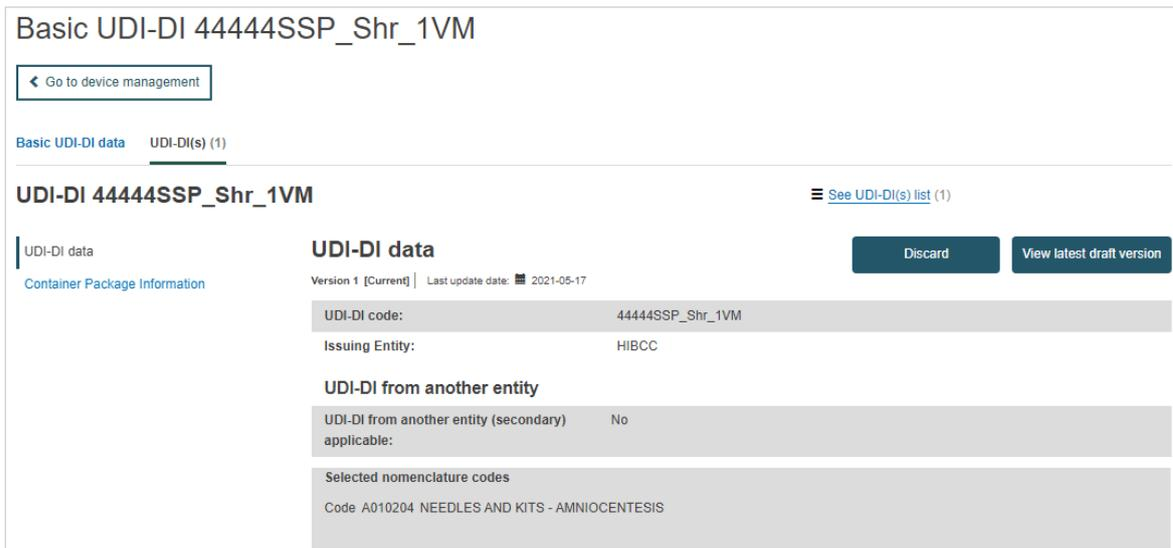 Basic UDI-DI 44444SSP_Shr_1VM
Go to device management
Basic UDI-DI data UDI-DI(s) (1)
UDI-DI 44444SSP_Shr_1VM See UDI-DI(s) list (1)
UDI-DI data
Container Package Information
UDI-DI data Discard View latest draft version
Version 1 [Current] Last update date: 2021-05-17
UDI-DI code: 44444SSP_Shr_1VM
Issuing Entity: HIBCC
UDI-DI from another entity
UDI-DI from another entity (secondary) No
applicable:
Selected nomenclature codes
Code A010204 NEEDLES AND KITS - AMNIOCENTESIS